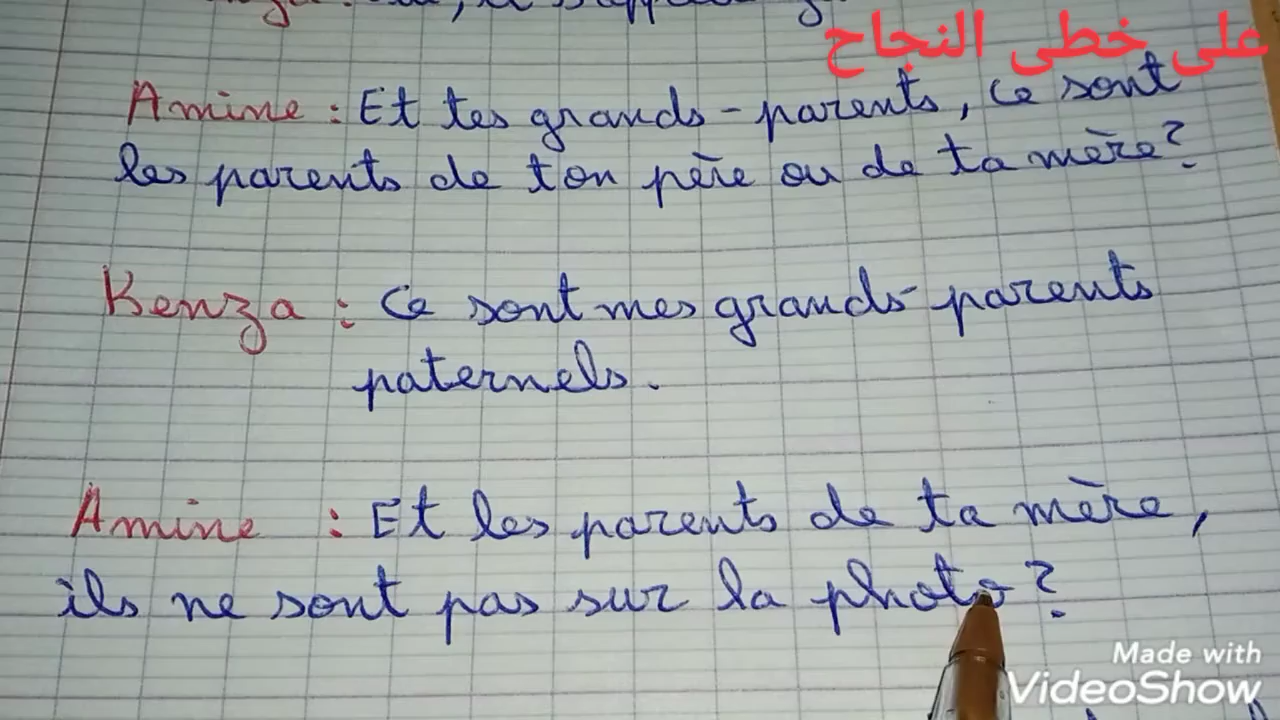 على خطى النجاح
Amine : Et tes grands-parents, ce sont
les parents de ton père ou de ta mère?
Kenza : Ce sont mes grands-parents
paternels.
Amine : Et les parents de ta mère,
ils ne sont pas sur la photo?
Made with
VideoShow